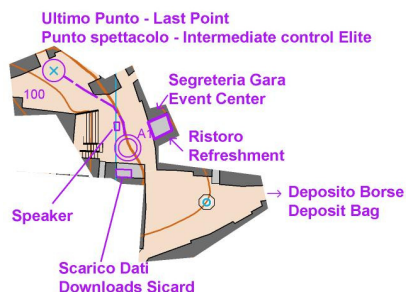 Ultimo Punto - Last Point
Punto spettacolo - Intermediate control Elite
Segreteria Gara
Event Center
100
A1
Ristoro
Refreshment
Deposito Borse
Deposit Bag
Speaker
Scarico Dati
Downloads Sicard